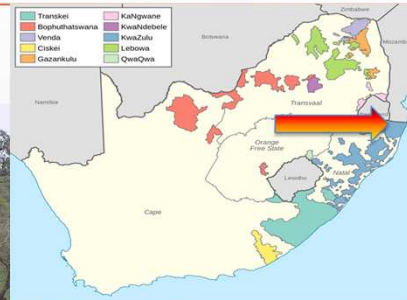 Transkei
Bophuthatswana
Venda
Ciskei
Gazankulu
KaNgwane
KwaNdebele
KwaZulu
Lebowa
QwaQwa
Zimbabwe
Botswana
Namibia
Transvaal
Orange
Free State
Natal
Lesotho
Cape